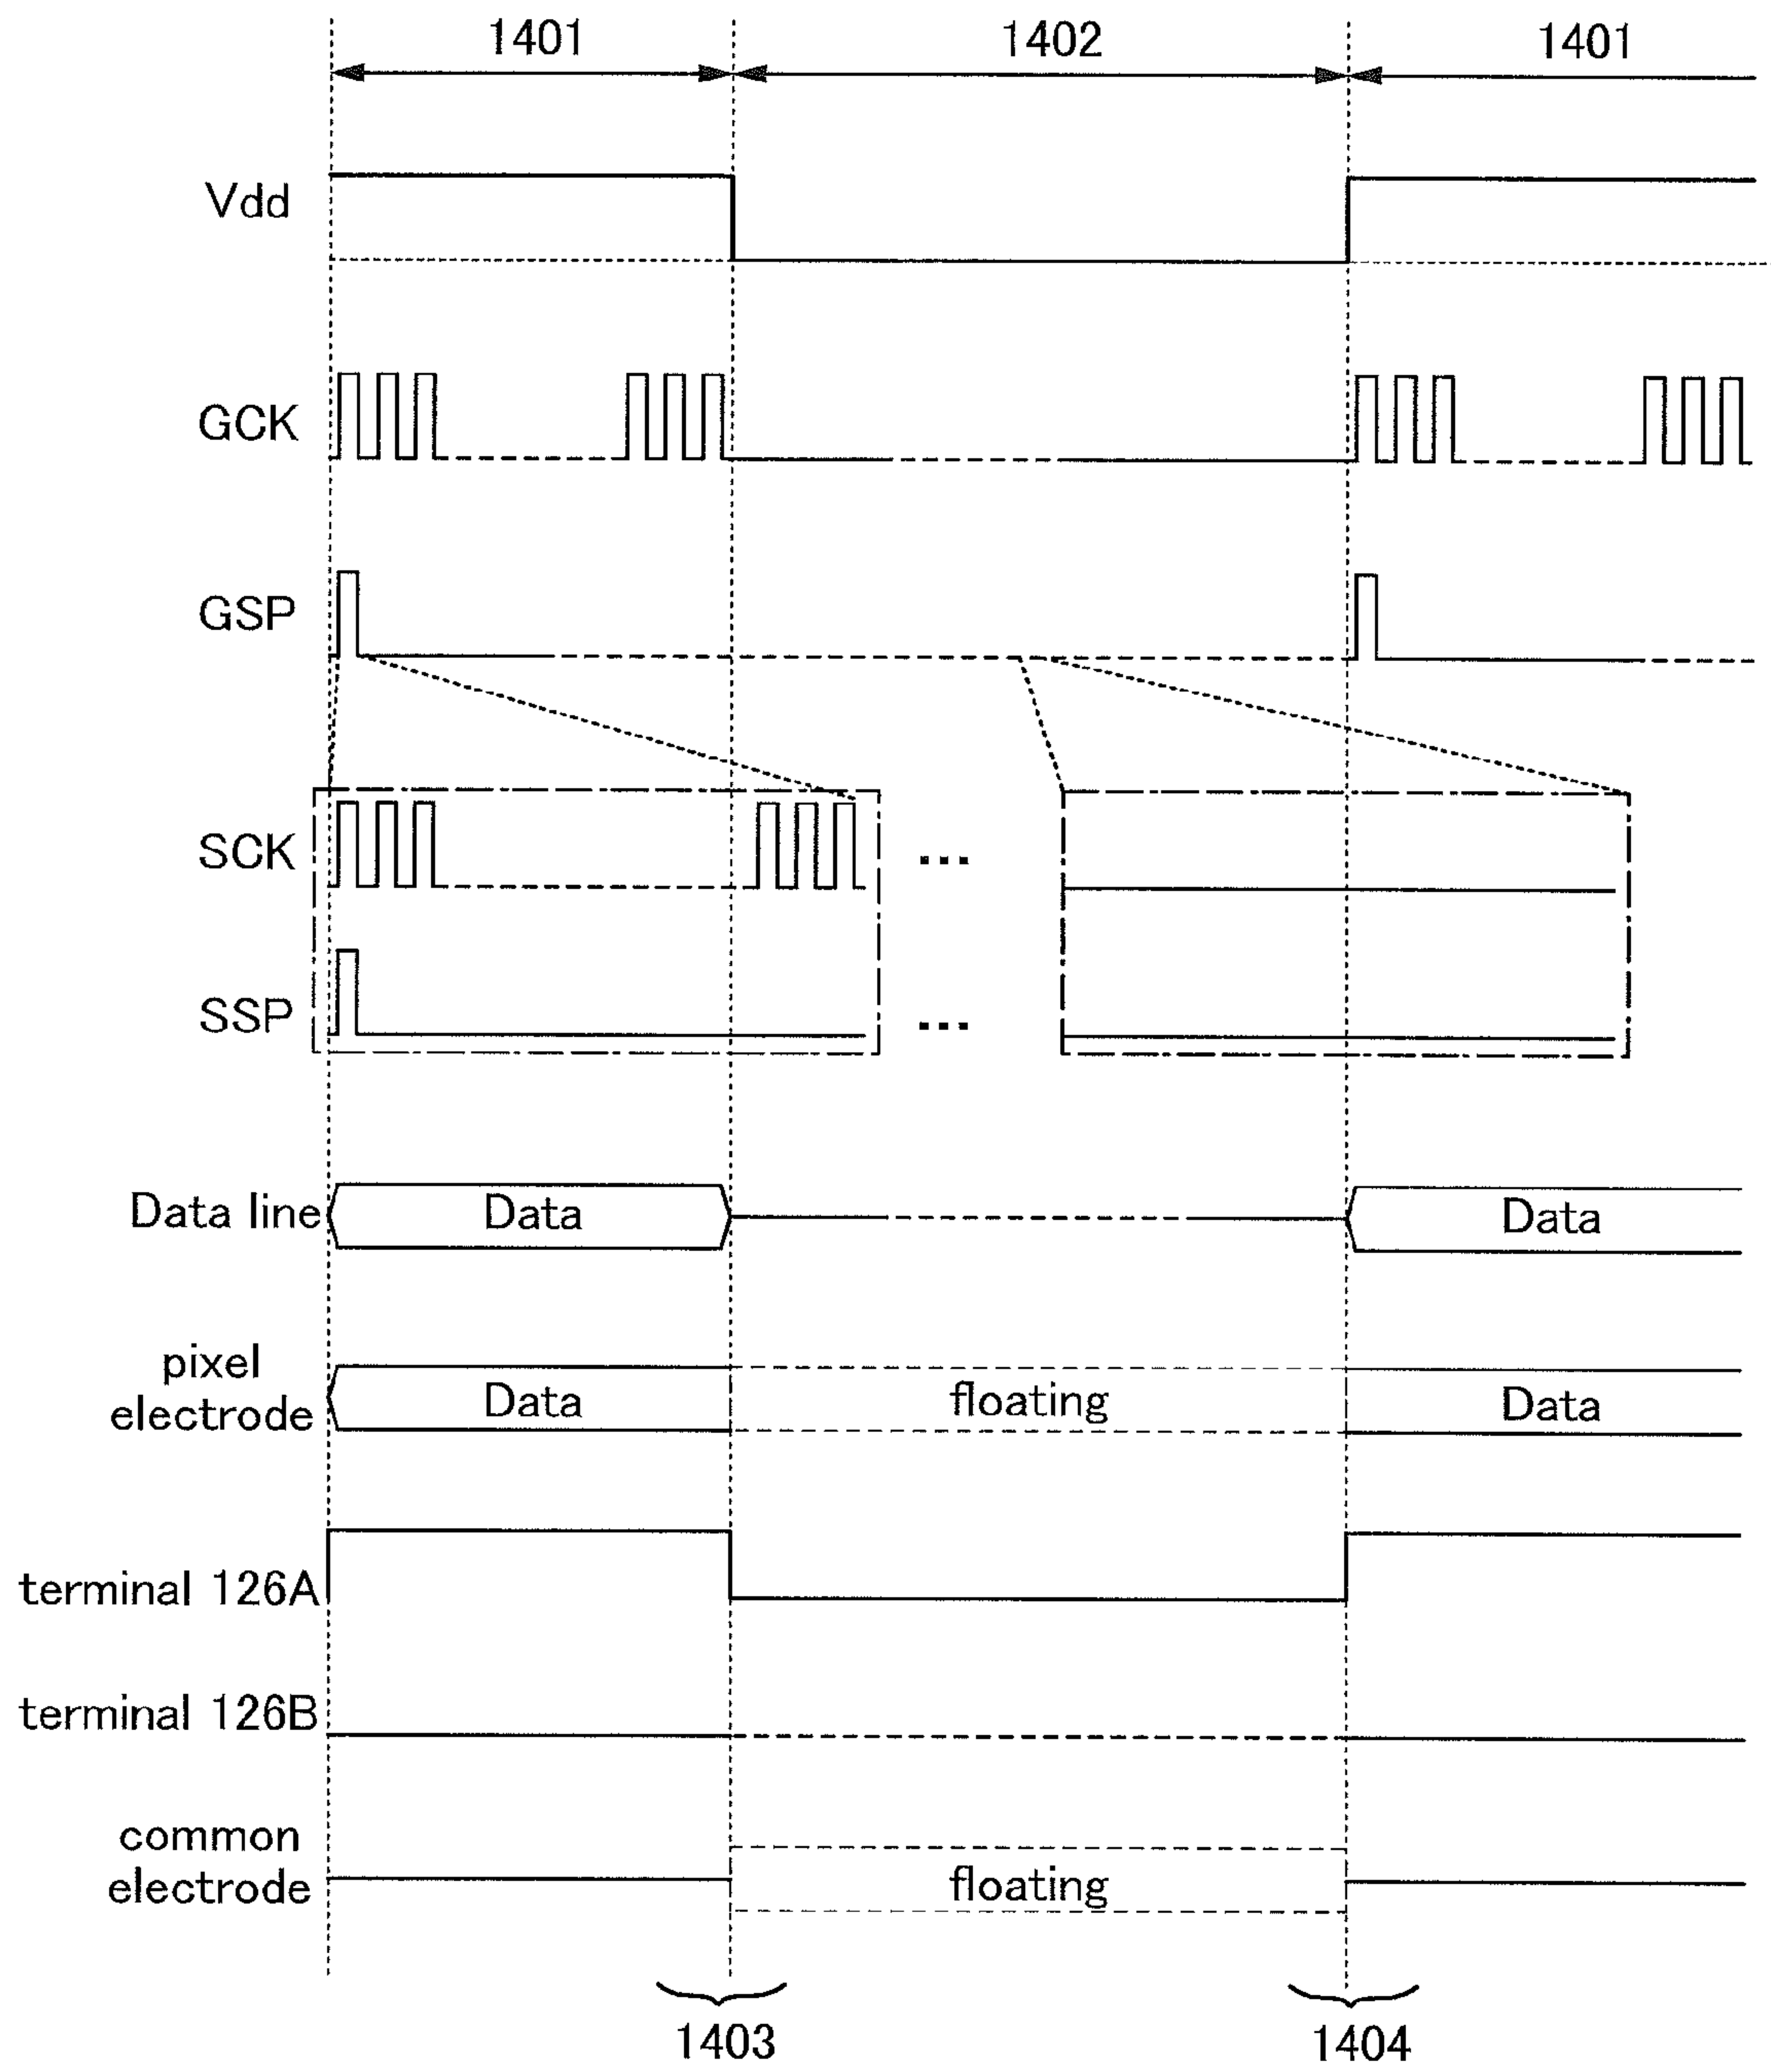 1401 1402 1401
Vdd
GCK
GSP
SCK ...
SSP ...
Data line Data Data
pixel
electrode Data floating Data
terminal 126A
terminal 126B
common
electrode floating
1403 1404